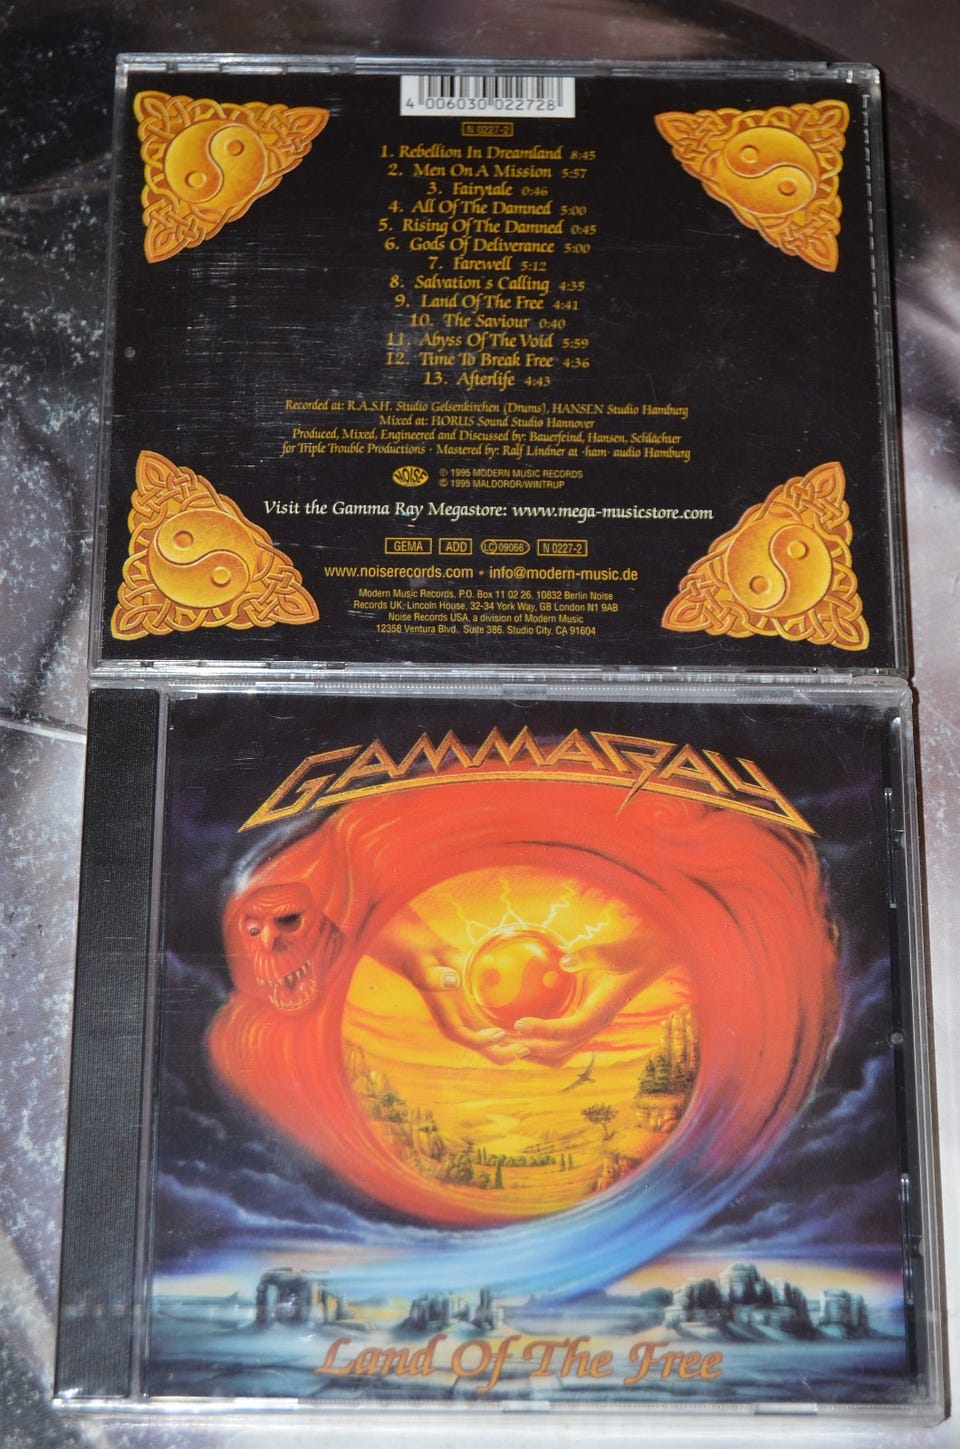 4 006030 022728
N 0227-2
1. Rebellion In Dreamland 8:45
2. Men On A Mission 5:57
3. Fairytale 0:46
4. All Of The Damned 5:00
5. Rising Of The Damned 0:45
6. Gods Of Deliverance 5:00
7. Farewell 5:12
8. Salvation's Calling 4:35
9. Land Of The Free 4:41
10. The Saviour 0:40
11. Abyss Of The Void 5:59
12. Time To Break Free 4:36
13. Afterlife 4:43
Recorded at: R.A.S.H. Studio Gelsenkirchen (Drums), HANSEN Studio Hamburg
Mixed at: HORUS Sound Studio Hannover
Produced, Mixed, Engineered and Discussed by: Bauerfeind, Hansen, Schlächter
for Triple Trouble Productions · Mastered by: Ralf Lindner at ·ham· audio Hamburg
NOISE
℗ 1995 MODERN MUSIC RECORDS
© 1995 MALDOROR/WINTRUP
Visit the Gamma Ray Megastore: www.mega-musicstore.com
GEMA ADD LC 09066 N 0227-2
www.noiserecords.com • info@modern-music.de
Modern Music Records, P.O. Box 11 02 26, 10832 Berlin Noise
Records UK, Lincoln House, 32-34 York Way, GB London N1 9AB
Noise Records USA, a division of Modern Music
12358 Ventura Blvd., Suite 386, Studio City, CA 91604
GAMMA RAY
Land Of The Free